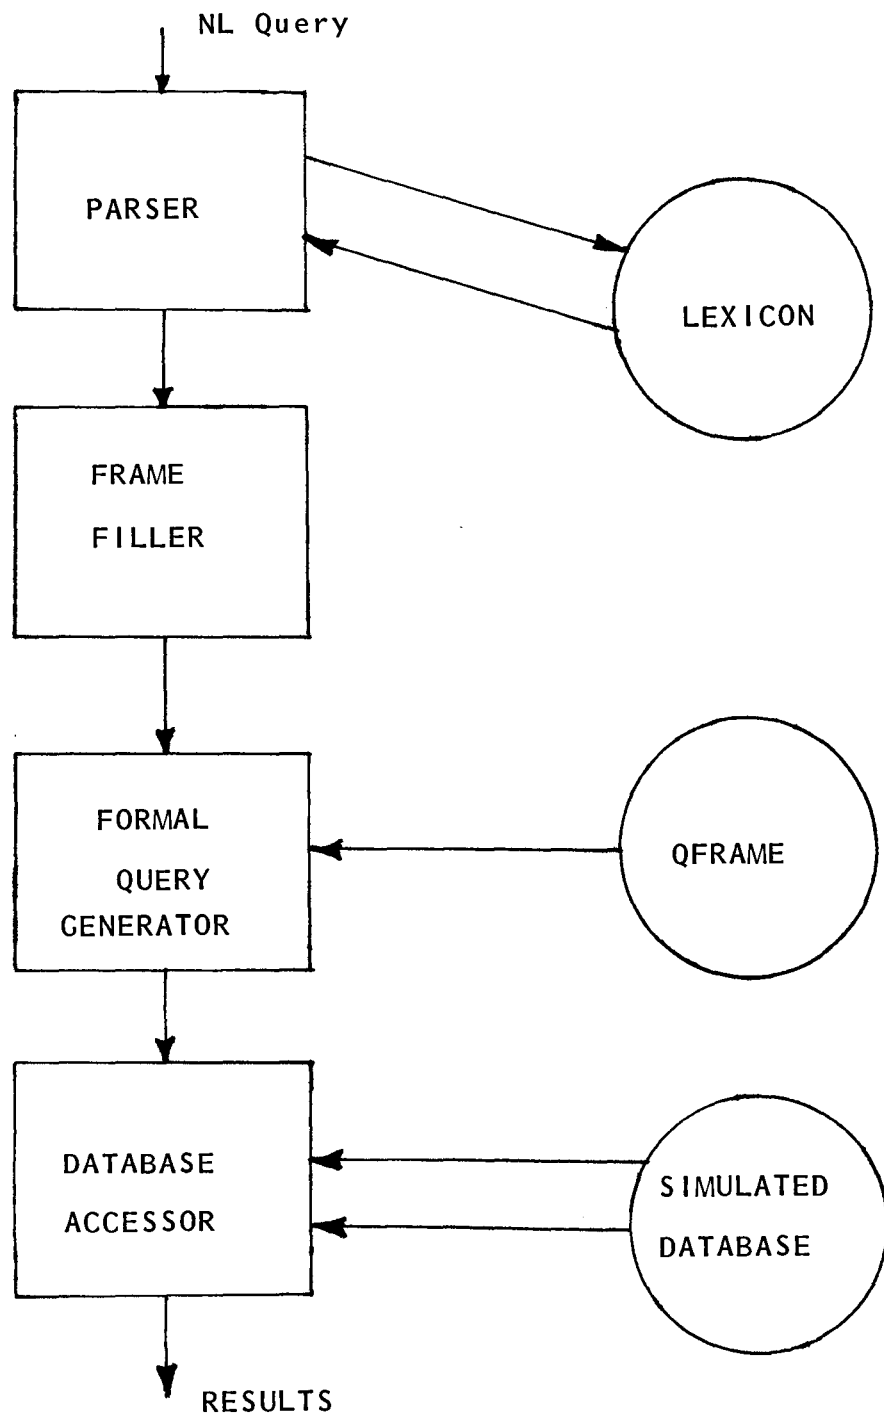 NL Query
PARSER
LEXICON
FRAME
FILLER
FORMAL
QUERY
GENERATOR
QFRAME
DATABASE
ACCESSOR
SIMULATED
DATABASE
RESULTS